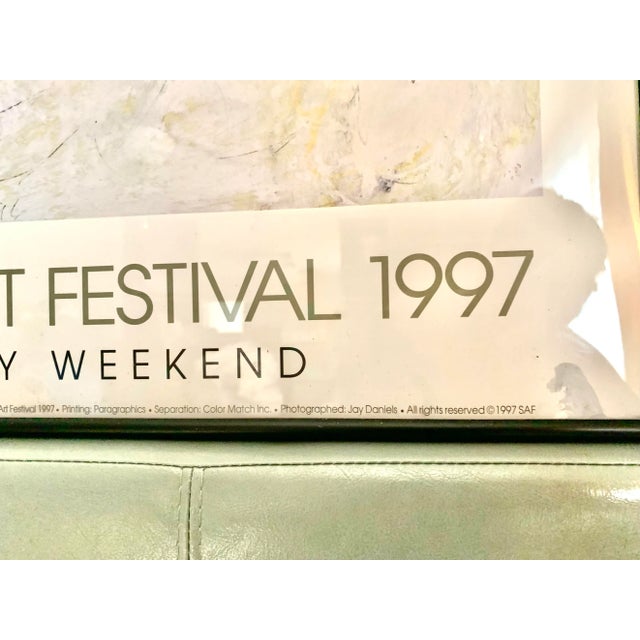 T FESTIVAL 1997
Y WEEKEND
Art Festival 1997 • Printing: Paragraphics • Separation: Color Match Inc. • Photographed: Jay Daniels • All rights reserved © 1997 SAF